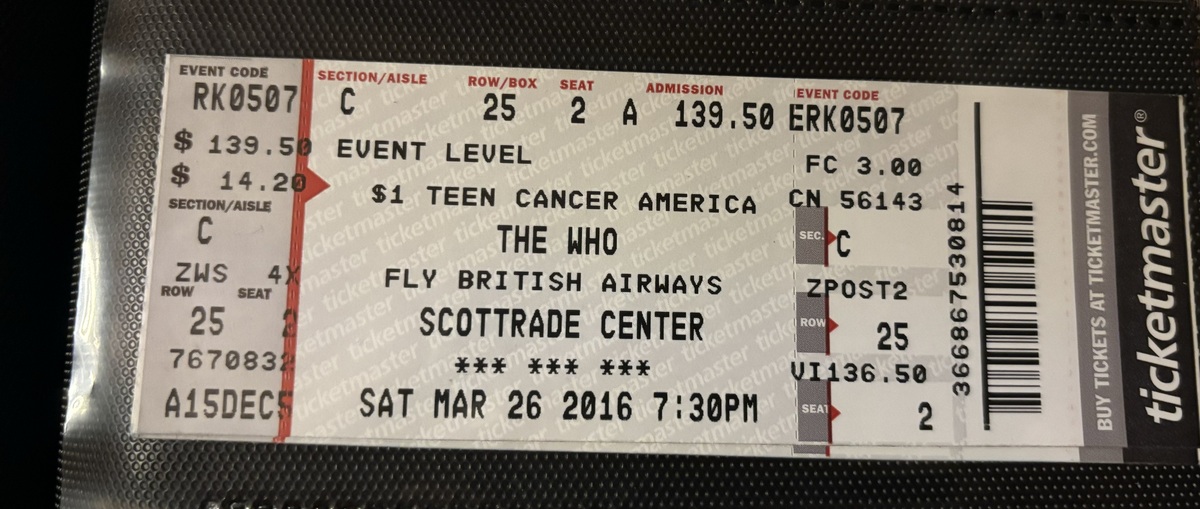 EVENT CODE
RK0507
$ 139.50
$ 14.20
SECTION/AISLE
C
ZWS 4X
ROW SEAT
25 2
7670832
A15DEC5
SECTION/AISLE ROW/BOX SEAT ADMISSION
C 25 2 A 139.50
EVENT LEVEL
$1 TEEN CANCER AMERICA
THE WHO
FLY BRITISH AIRWAYS
SCOTTRADE CENTER
*** *** ***
SAT MAR 26 2016 7:30PM
EVENT CODE
ERK0507
FC 3.00
CN 56143
SEC. C
ZPOST2
ROW 25
VI136.50
SEAT 2
366867530814
BUY TICKETS AT TICKETMASTER.COM
ticketmaster®